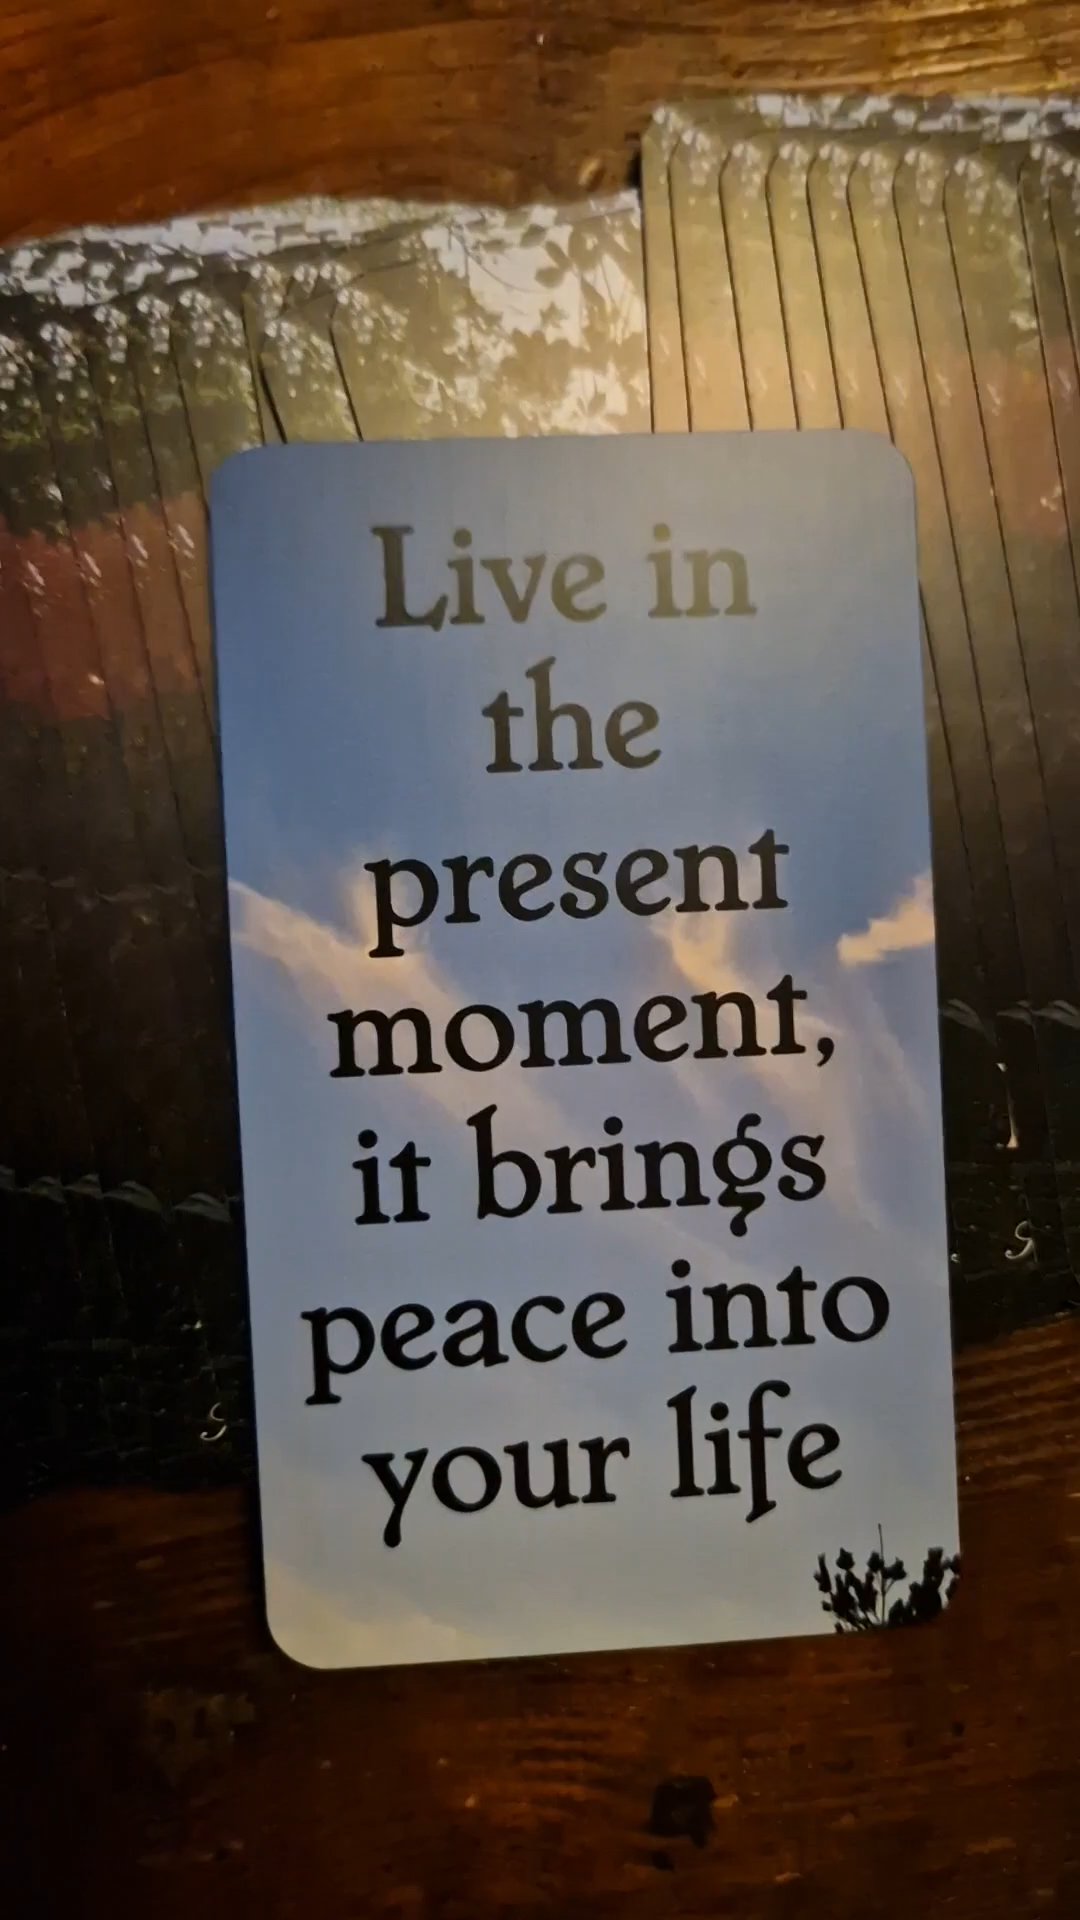 Live in
the
present
moment,
it brings
peace into
your life